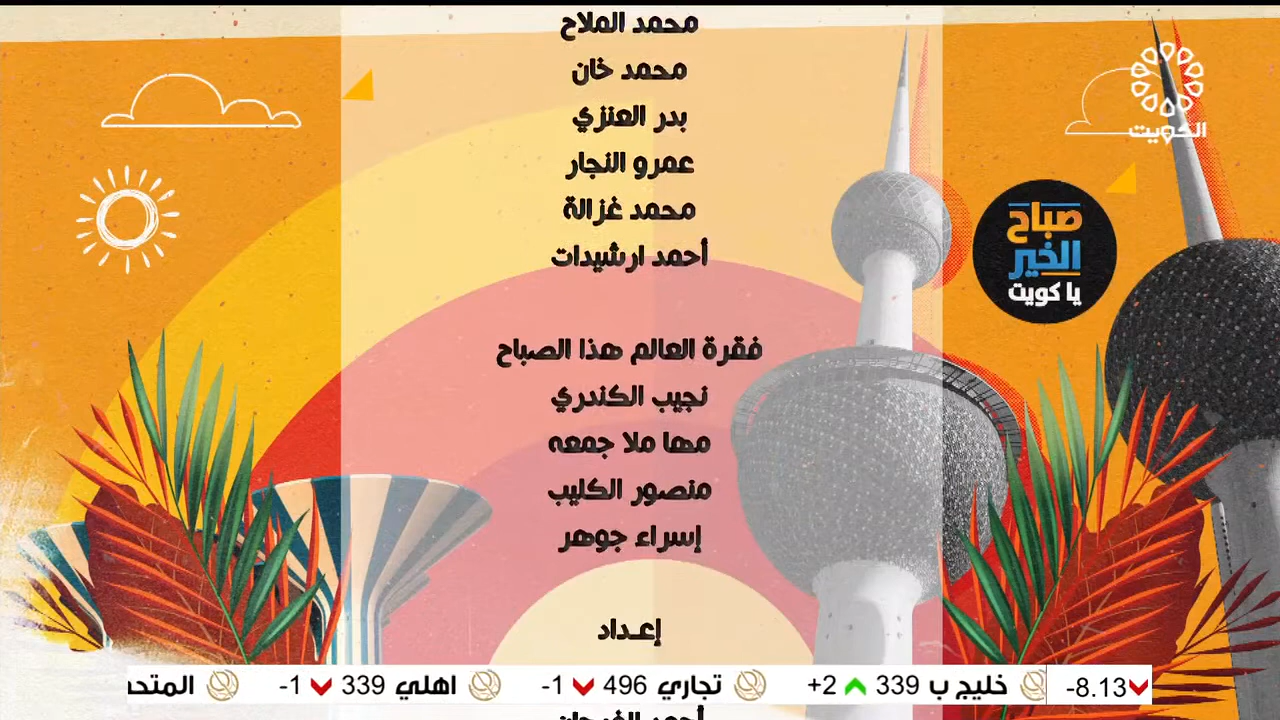 محمد الملاح
محمد خان
بدر العنزي
عمرو النجار
محمد غزالة
أحمد ارشيدات
فقرة العالم هذا الصباح
نجيب الكندري
مها ملا جمعه
منصور الكليب
إسراء جوهر
إعـداد
الكويت
صباح
الخير
يا كويت
-8.13 خليج ب 339 +2 تجاري 496 -1 اهلي 339 -1